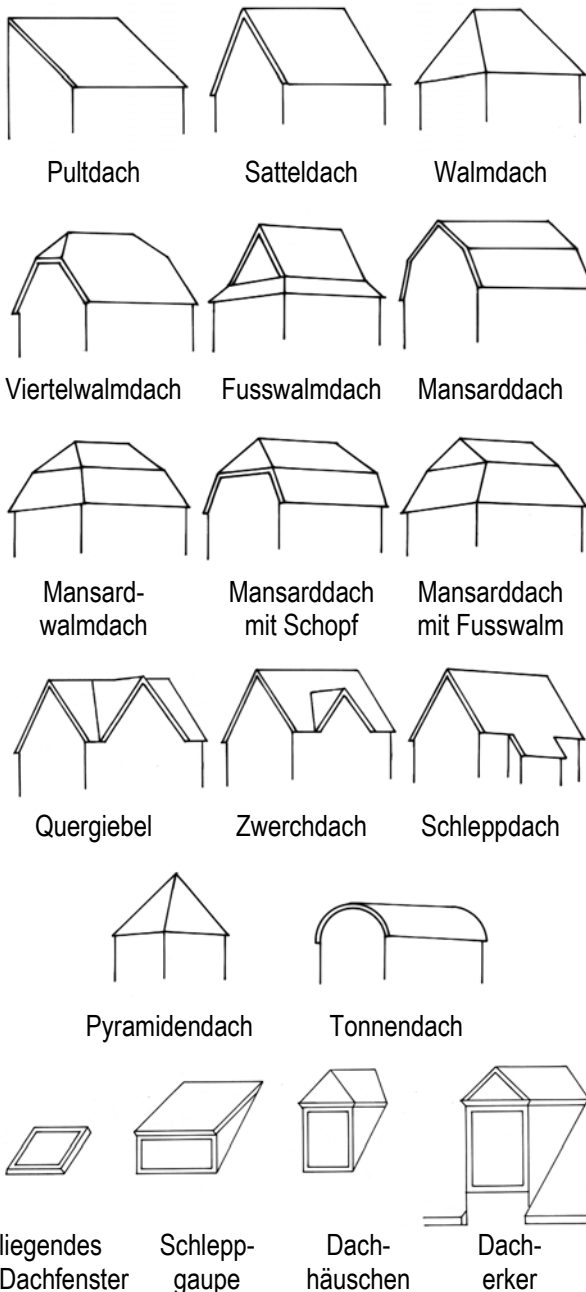 Pultdach Satteldach Walmdach
Viertelwalmdach Fusswalmdach Mansarddach
Mansard- Mansarddach Mansarddach
walmdach mit Schopf mit Fusswalm
Quergiebel Zwerchdach Schleppdach
Pyramidendach Tonnendach
liegendes Schlepp- Dach- Dach-
Dachfenster gaupe häuschen erker